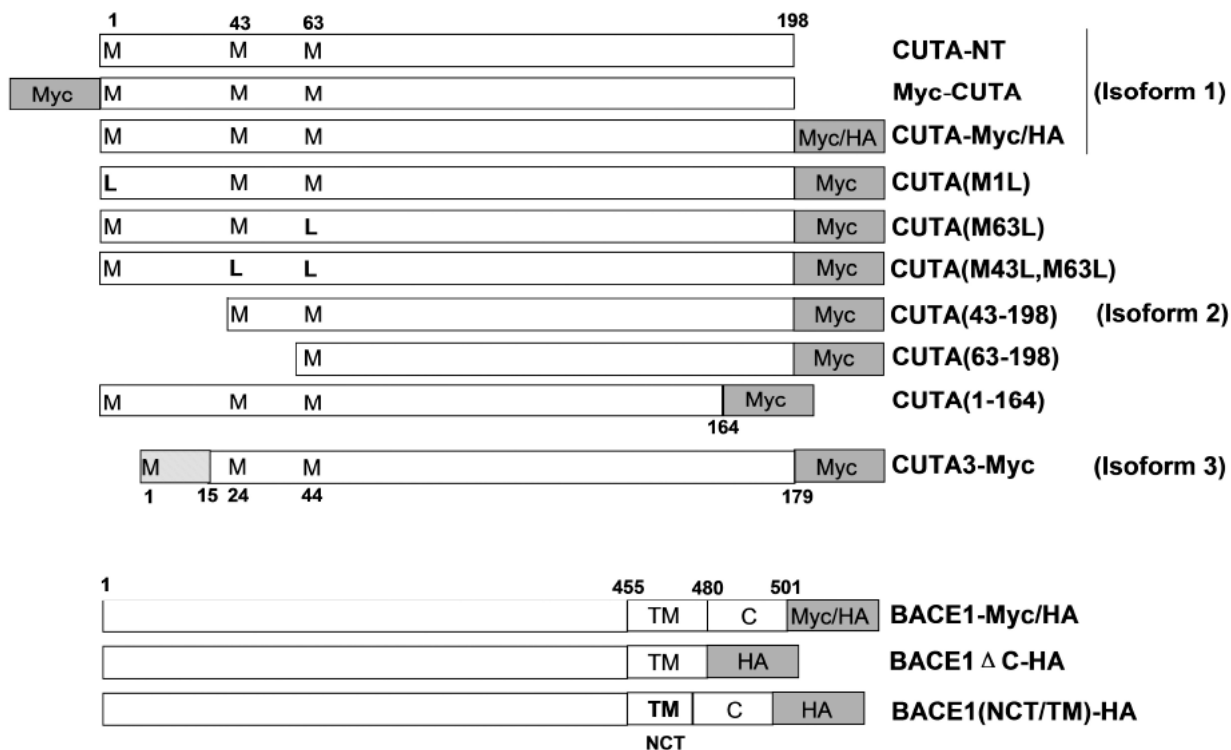 1 43 63 198
M M M CUTA-NT
Myc M M M Myc-CUTA (Isoform 1)
M M M Myc/HA CUTA-Myc/HA
L M M Myc CUTA(M1L)
M M L Myc CUTA(M63L)
M L L Myc CUTA(M43L,M63L)
M M Myc CUTA(43-198) (Isoform 2)
M Myc CUTA(63-198)
M M M Myc CUTA(1-164)
164
M M M Myc CUTA3-Myc (Isoform 3)
1 15 24 44 179
1 455 480 501
TM C Myc/HA BACE1-Myc/HA
TM HA BACE1 Δ C-HA
TM C HA BACE1(NCT/TM)-HA
NCT